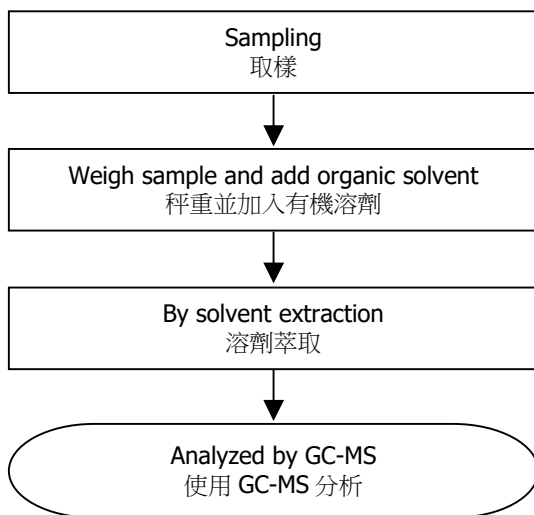 Sampling
取樣
Weigh sample and add organic solvent
秤重並加入有機溶劑
By solvent extraction
溶劑萃取
Analyzed by GC-MS
使用 GC-MS 分析